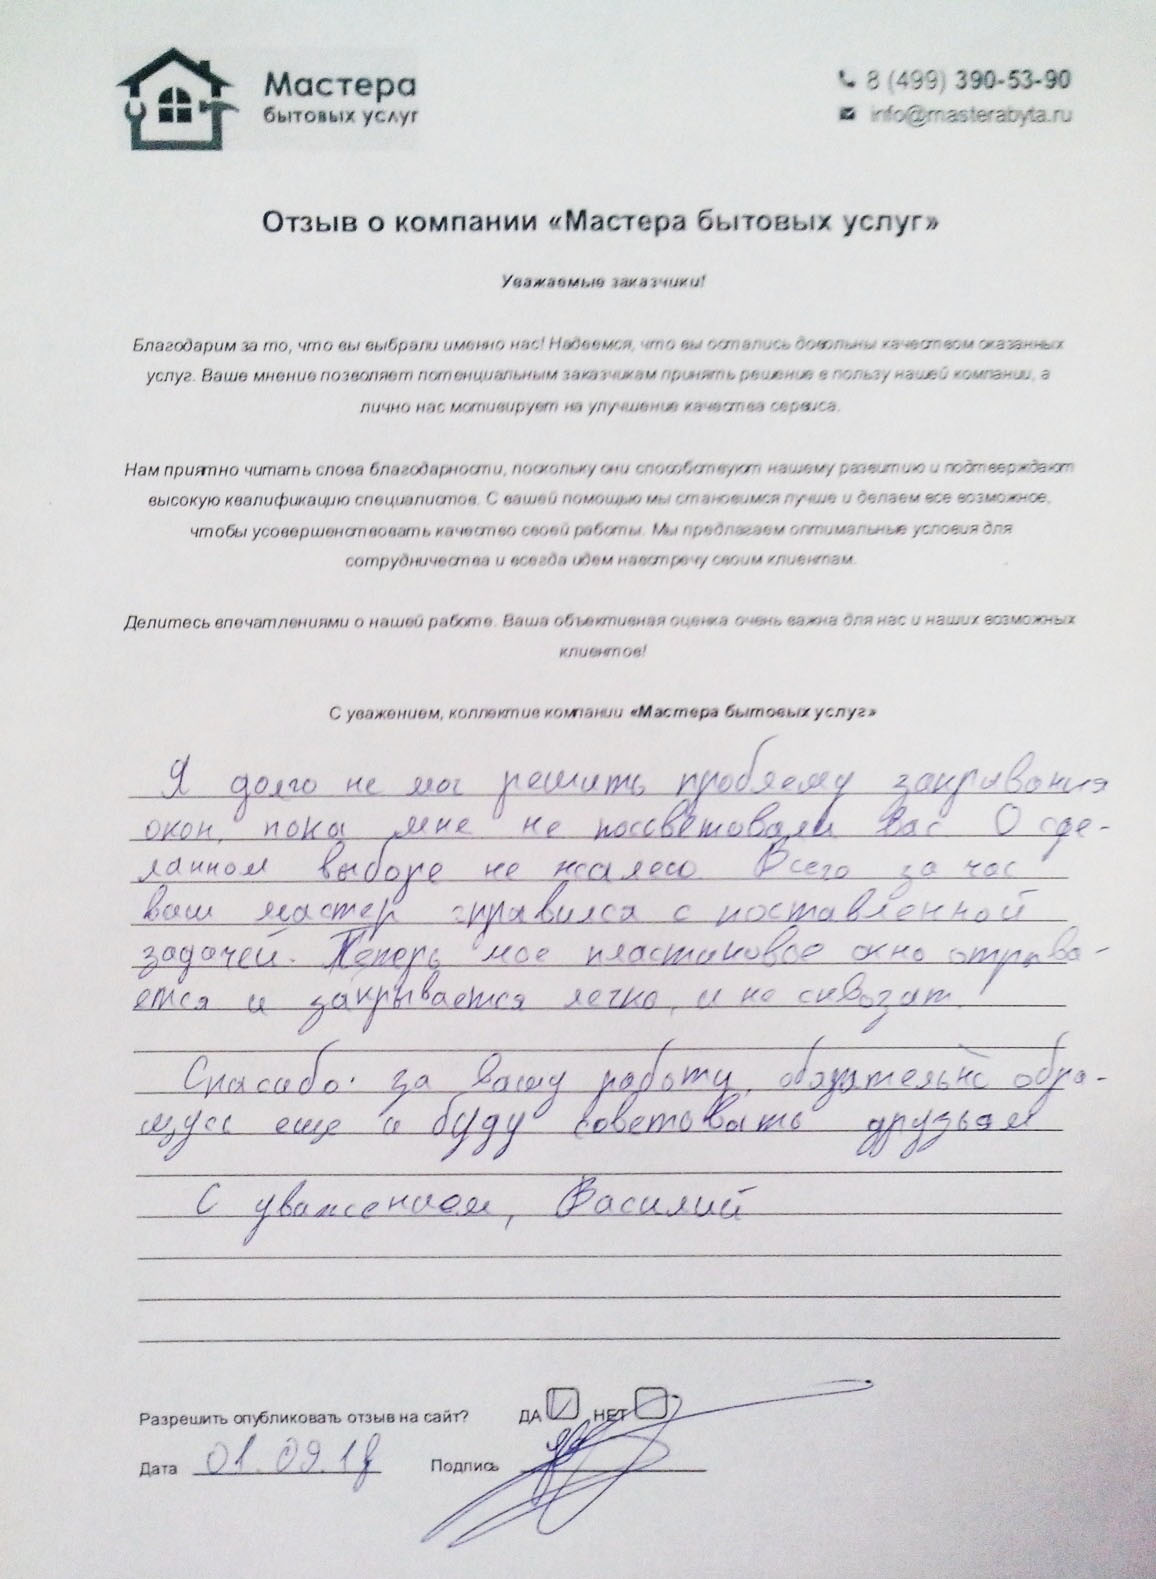 Мастера
бытовых услуг
8 (499) 390-53-90
info@masterabyta.ru
Отзыв о компании «Мастера бытовых услуг»
Уважаемые заказчики!
Благодарим за то, что вы выбрали именно нас! Надеемся, что вы остались довольны качеством оказанных
услуг. Ваше мнение позволяет потенциальным заказчикам принять решение в пользу нашей компании, а
лично нас мотивирует на улучшение качества сервиса.
Нам приятно читать слова благодарности, поскольку они способствуют нашему развитию и подтверждают
высокую квалификацию специалистов. С вашей помощью мы становимся лучше и делаем все возможное,
чтобы усовершенствовать качество своей работы. Мы предлагаем оптимальные условия для
сотрудничества и всегда идем навстречу своим клиентам.
Делитесь впечатлениями о нашей работе. Ваша объективная оценка очень важна для нас и наших возможных
клиентов!
С уважением, коллектив компании «Мастера бытовых услуг»
Я долго не мог решить проблему закрывания
окон, пока мне не посоветовали Вас О сде-
ланном выборе не жалею. Всего за час
ваш мастер справился с поставленной
задачей. Теперь мое пластиковое окно открыва-
ется и закрывается легко, и не сквозит.
Спасибо за Вашу работу, обязательно обра-
щусь еще и буду советовать друзьям
С уважением, Василий
Разрешить опубликовать отзыв на сайт? ДА НЕТ
Дата 01.09.18 Подпись